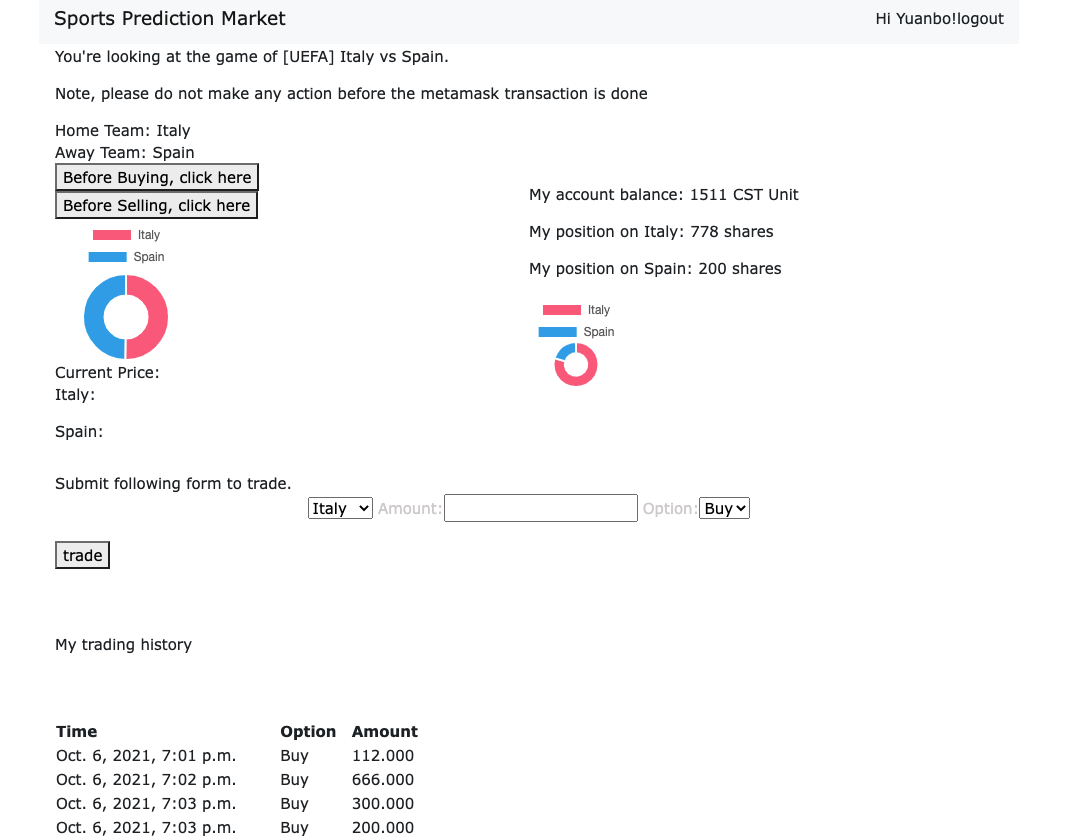 Sports Prediction Market
Hi Yuanbo!logout
You're looking at the game of [UEFA] Italy vs Spain.
Note, please do not make any action before the metamask transaction is done
Home Team: Italy
Away Team: Spain
Before Buying, click here
Before Selling, click here
Italy
Spain
Current Price:
Italy:
Spain:
My account balance: 1511 CST Unit
My position on Italy: 778 shares
My position on Spain: 200 shares
Italy
Spain
Submit following form to trade.
Italy Amount: Option: Buy
trade
My trading history
Time Option Amount
Oct. 6, 2021, 7:01 p.m. Buy 112.000
Oct. 6, 2021, 7:02 p.m. Buy 666.000
Oct. 6, 2021, 7:03 p.m. Buy 300.000
Oct. 6, 2021, 7:03 p.m. Buy 200.000